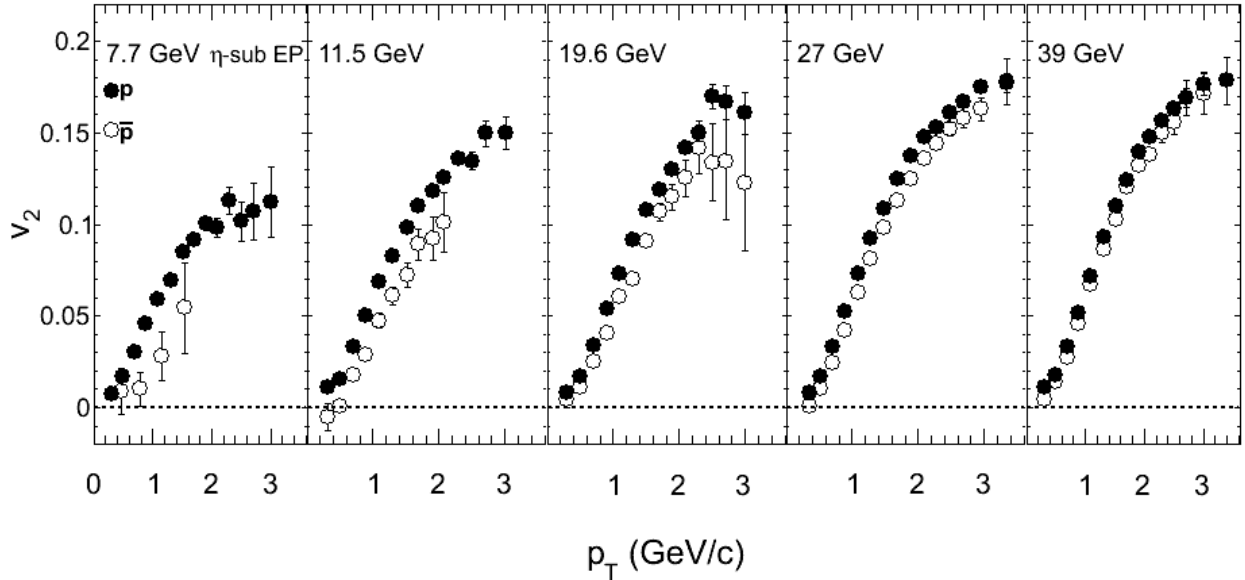 0.2
0.15
0.1
0.05
0
v2
7.7 GeV η-sub EP
p
p̅
11.5 GeV
19.6 GeV
27 GeV
39 GeV
0 1 2 3
1 2 3
1 2 3
1 2 3
1 2 3
pT (GeV/c)